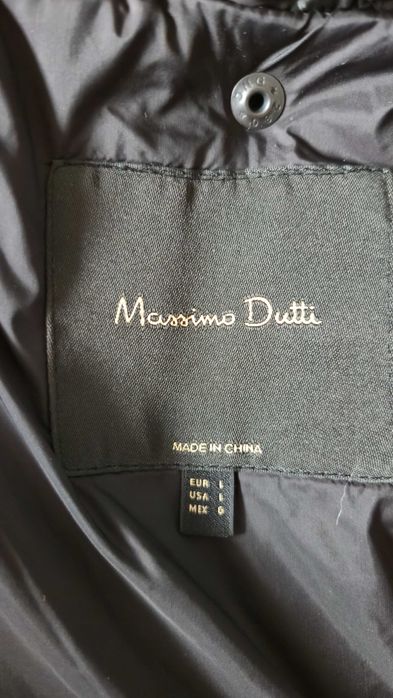 Massimo Dutti
MADE IN CHINA
EUR L
USA L
MEX G